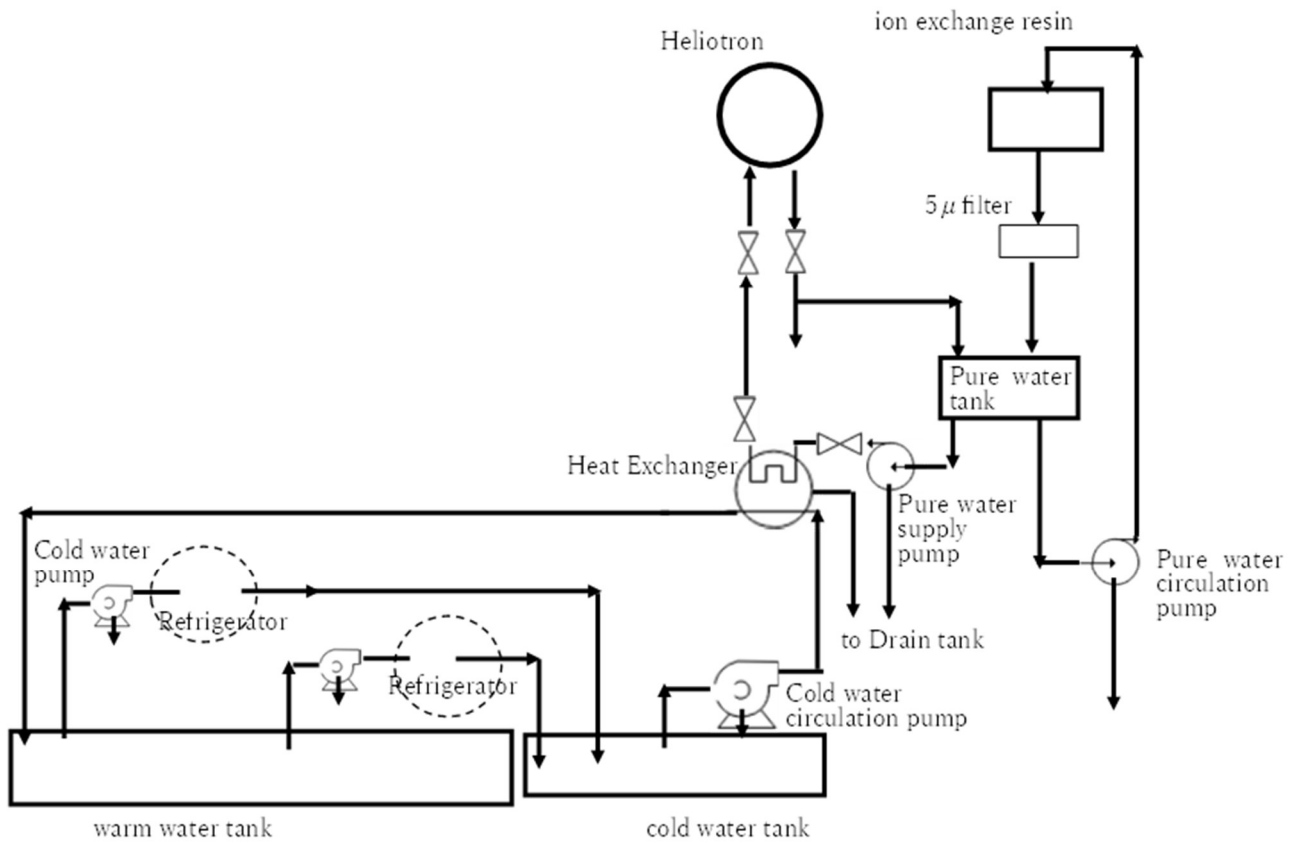 ion exchange resin
Heliotron
5μ filter
Pure water
tank
Heat Exchanger
Pure water
supply
pump
Cold water
pump
Pure water
circulation
pump
Refrigerator
to Drain tank
Refrigerator
Cold water
circulation pump
warm water tank
cold water tank